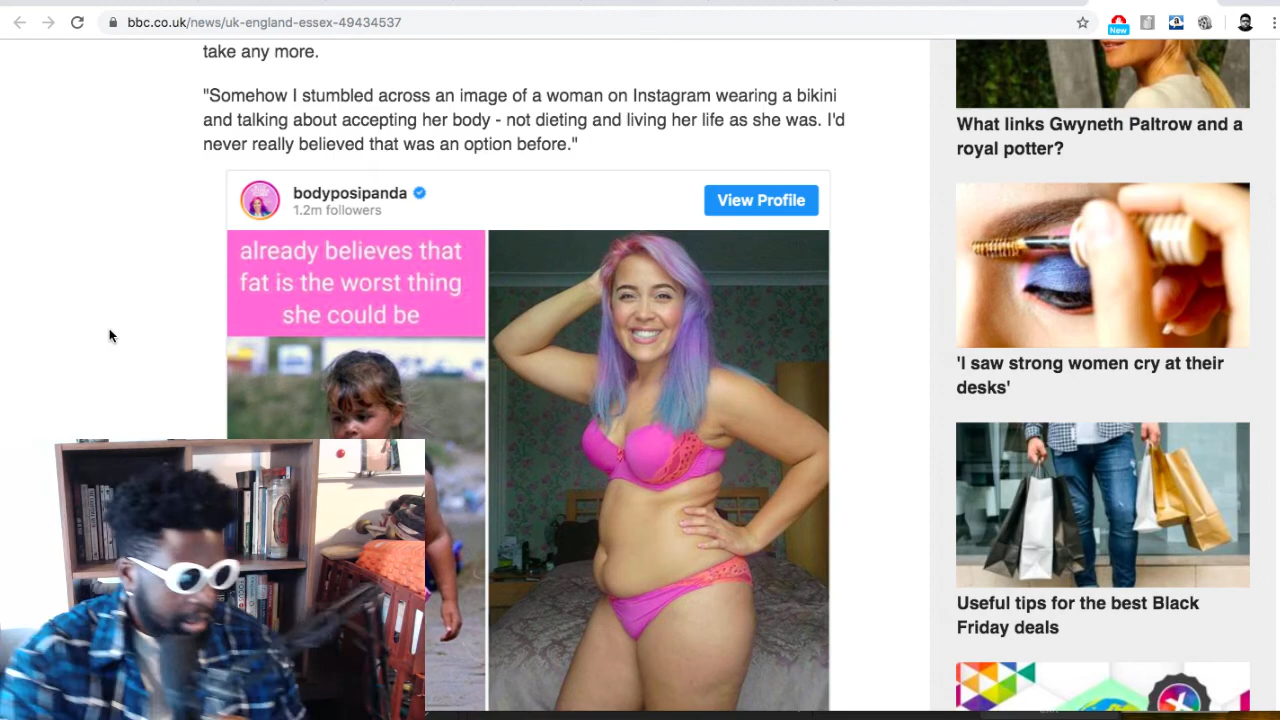 bbc.co.uk/news/uk-england-essex-49434537
New
take any more.
"Somehow I stumbled across an image of a woman on Instagram wearing a bikini
and talking about accepting her body - not dieting and living her life as she was. I'd
never really believed that was an option before."
bodyposipanda
1.2m followers
View Profile
already believes that
fat is the worst thing
she could be
What links Gwyneth Paltrow and a
royal potter?
'I saw strong women cry at their
desks'
Useful tips for the best Black
Friday deals